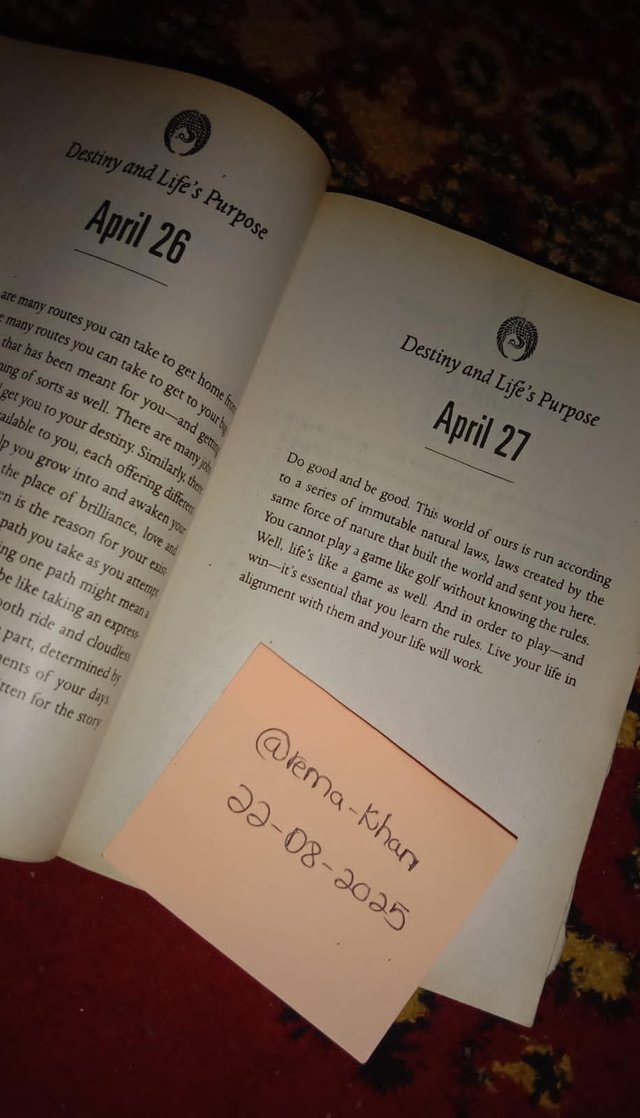 Destiny and Life's Purpose
April 26
are many routes you can take to get home from
many routes you can take to get to your big
that has been meant for you—and getting
of sorts as well. There are many jobs
get you to your destiny. Similarly, there
to you, each offering different
you grow into and awaken your
the place of brilliance, love and
is the reason for your exis-
path you take as you attempt
one path might mean a
be like taking an express-
ride and cloudless
part, determined by
of your days
for the story
Destiny and Life's Purpose
April 27
Do good and be good. This world of ours is run according
to a series of immutable natural laws, laws created by the
same force of nature that built the world and sent you here.
You cannot play a game like golf without knowing the rules.
Well, life's like a game as well. And in order to play—and
win—it's essential that you learn the rules. Live your life in
alignment with them and your life will work.
@rema-Khan
22-08-2025